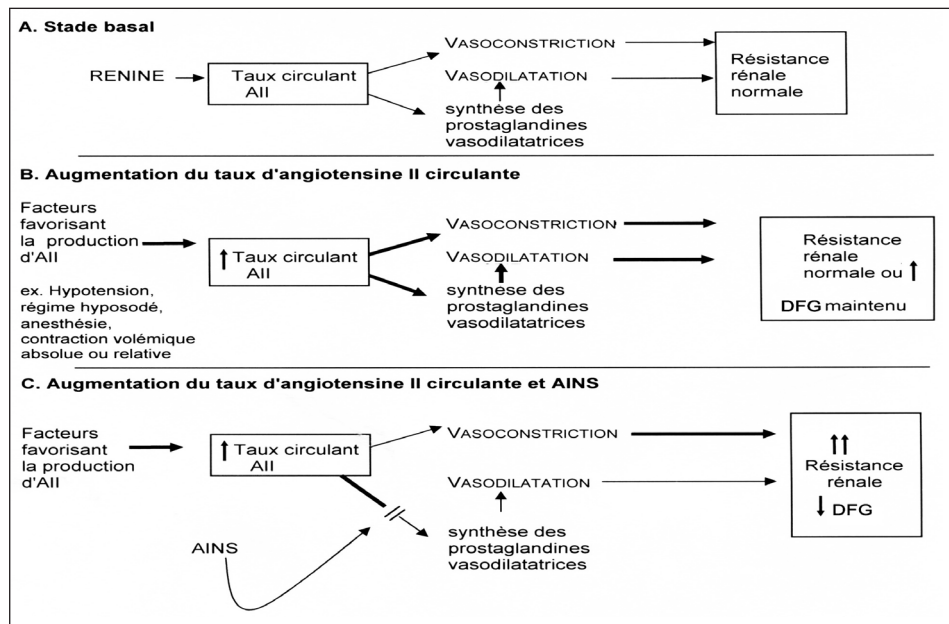 A. Stade basal
RENINE
Taux circulant
AII
VASOCONSTRICTION
VASODILATATION
synthèse des
prostaglandines
vasodilatatrices
Résistance
rénale
normale
B. Augmentation du taux d'angiotensine II circulante
Facteurs
favorisant
la production
d'AII
ex. Hypotension,
régime hyposodé,
anesthésie,
contraction volémique
absolue ou relative
↑ Taux circulant
AII
VASOCONSTRICTION
VASODILATATION
synthèse des
prostaglandines
vasodilatatrices
Résistance
rénale
normale ou ↑
DFG maintenu
C. Augmentation du taux d'angiotensine II circulante et AINS
Facteurs
favorisant
la production
d'AII
↑ Taux circulant
AII
AINS
VASOCONSTRICTION
VASODILATATION
synthèse des
prostaglandines
vasodilatatrices
↑↑
Résistance
rénale
↓ DFG